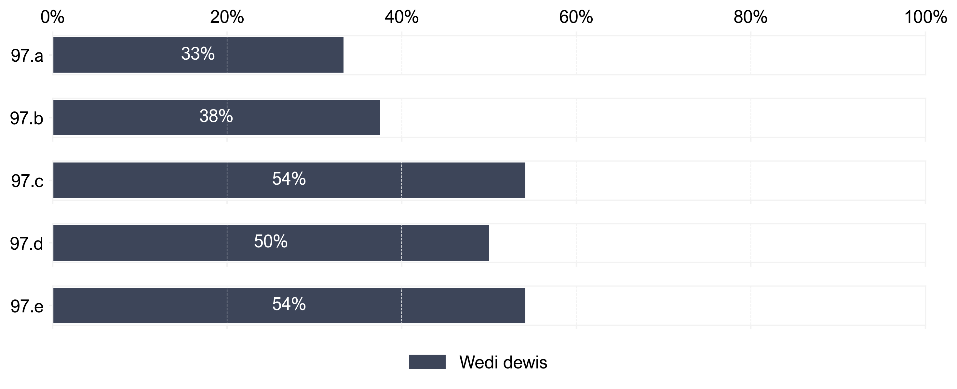 0% 20% 40% 60% 80% 100%
97.a 33%
97.b 38%
97.c 54%
97.d 50%
97.e 54%
Wedi dewis